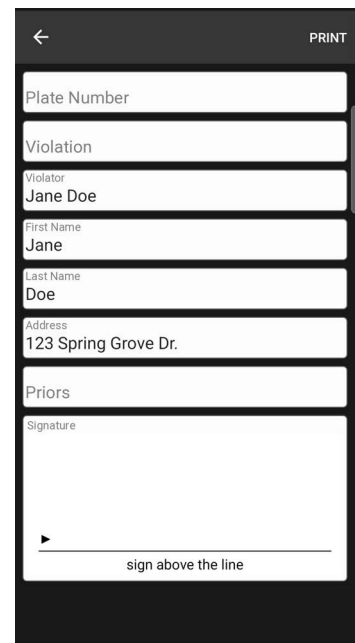 PRINT
Plate Number
Violation
Violator
Jane Doe
First Name
Jane
Last Name
Doe
Address
123 Spring Grove Dr.
Priors
Signature
sign above the line